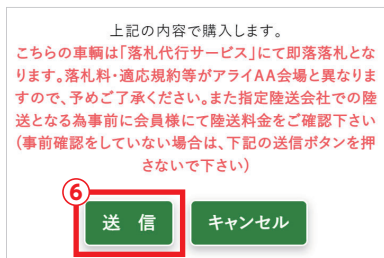 上記の内容で購入します。
こちらの車輌は「落札代行サービス」にて即落落札とな
ります。落札料・適応規約等がアライAA会場と異なりま
すので、予めご了承ください。また指定陸送会社での陸
送となる為事前に会員様にて陸送料金をご確認下さい
(事前確認をしていない場合は、下記の送信ボタンを押
さないで下さい)
⑥
送 信 キャンセル